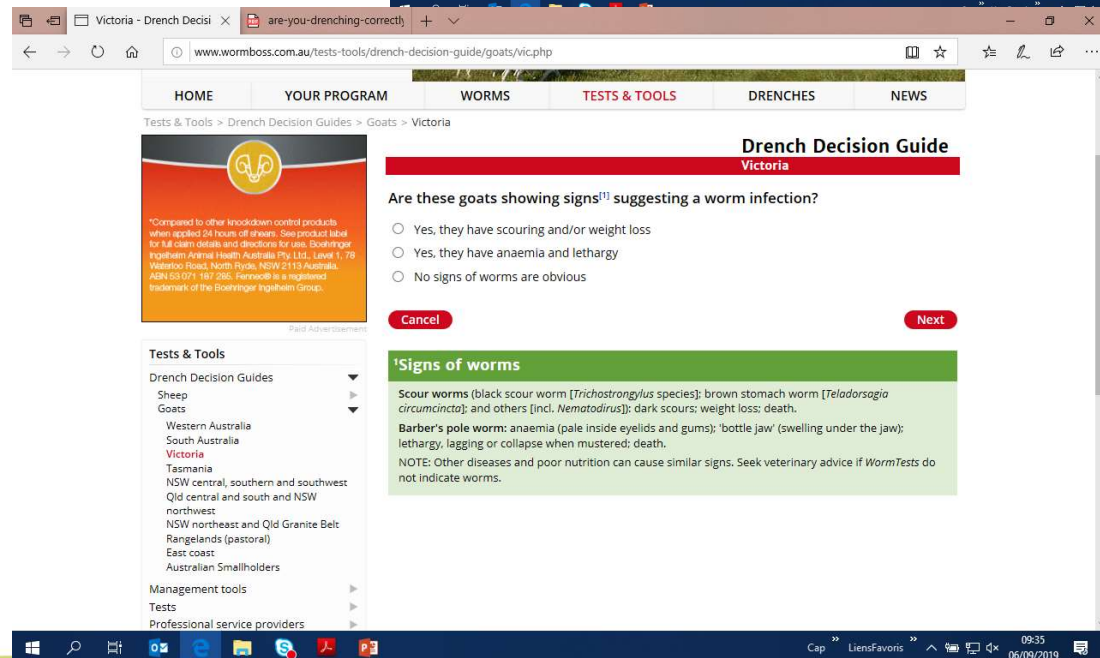 Victoria - Drench Decisi
are-you-drenching-correctly
www.wormboss.com.au/tests-tools/drench-decision-guide/goats/vic.php
HOME YOUR PROGRAM WORMS TESTS & TOOLS DRENCHES NEWS
Tests & Tools > Drench Decision Guides > Goats > Victoria
*Compared to other knockdown control products
when applied 24 hours off shears. See product label
for full claim details and directions for use. Boehringer
Ingelheim Animal Health Australia Pty. Ltd., Level 1, 78
Waterloo Road, North Ryde, NSW 2113 Australia.
ABN 53 071 187 285. Fennec® is a registered
trademark of the Boehringer Ingelheim Group.
Paid Advertisement
Tests & Tools
Drench Decision Guides
Sheep
Goats
Western Australia
South Australia
Victoria
Tasmania
NSW central, southern and southwest
Qld central and south and NSW
northwest
NSW northeast and Qld Granite Belt
Rangelands (pastoral)
East coast
Australian Smallholders
Management tools
Tests
Professional service providers
Drench Decision Guide
Victoria
Are these goats showing signs[1] suggesting a worm infection?
Yes, they have scouring and/or weight loss
Yes, they have anaemia and lethargy
No signs of worms are obvious
Cancel Next
¹Signs of worms
Scour worms (black scour worm [Trichostrongylus species]; brown stomach worm [Teladorsagia
circumcincta]; and others [incl. Nematodirus]): dark scours; weight loss; death.
Barber's pole worm: anaemia (pale inside eyelids and gums); 'bottle jaw' (swelling under the jaw);
lethargy, lagging or collapse when mustered; death.
NOTE: Other diseases and poor nutrition can cause similar signs. Seek veterinary advice if WormTests do
not indicate worms.
Cap LiensFavoris 09:35
06/09/2019